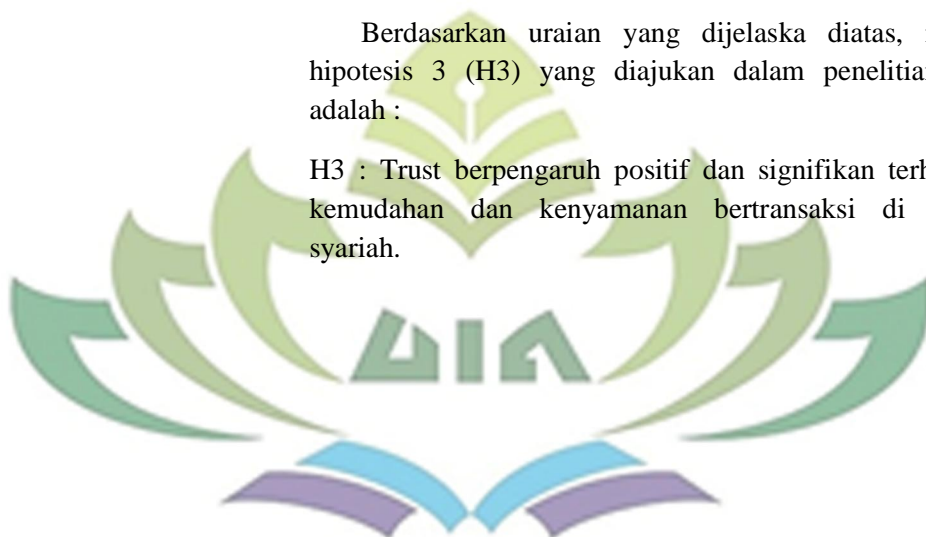 Berdasarkan uraian yang dijelaska diatas,
hipotesis 3 (H3) yang diajukan dalam penelitian
adalah :
H3 : Trust berpengaruh positif dan signifikan
kemudahan dan kenyamanan bertransaksi di
syariah.
UIN